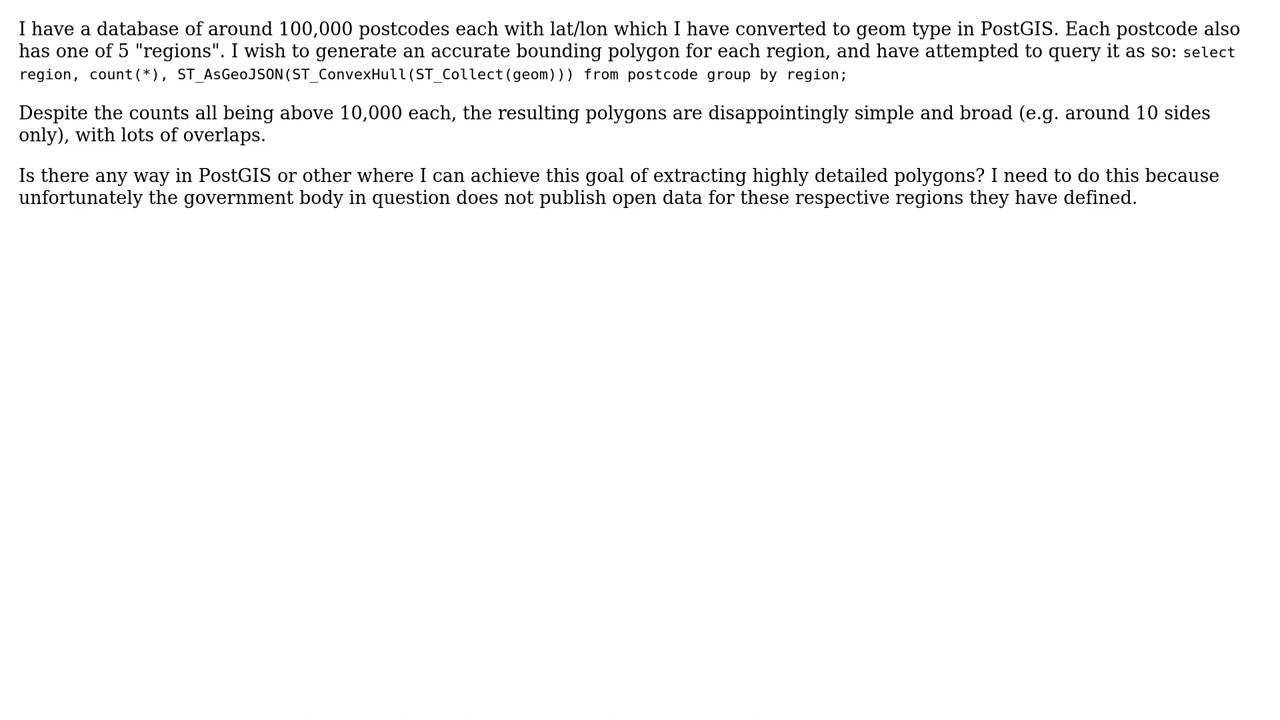 I have a database of around 100,000 postcodes each with lat/lon which I have converted to geom type in PostGIS. Each postcode also
has one of 5 "regions". I wish to generate an accurate bounding polygon for each region, and have attempted to query it as so: select
region, count(*), ST_AsGeoJSON(ST_ConvexHull(ST_Collect(geom))) from postcode group by region;
Despite the counts all being above 10,000 each, the resulting polygons are disappointingly simple and broad (e.g. around 10 sides
only), with lots of overlaps.
Is there any way in PostGIS or other where I can achieve this goal of extracting highly detailed polygons? I need to do this because
unfortunately the government body in question does not publish open data for these respective regions they have defined.